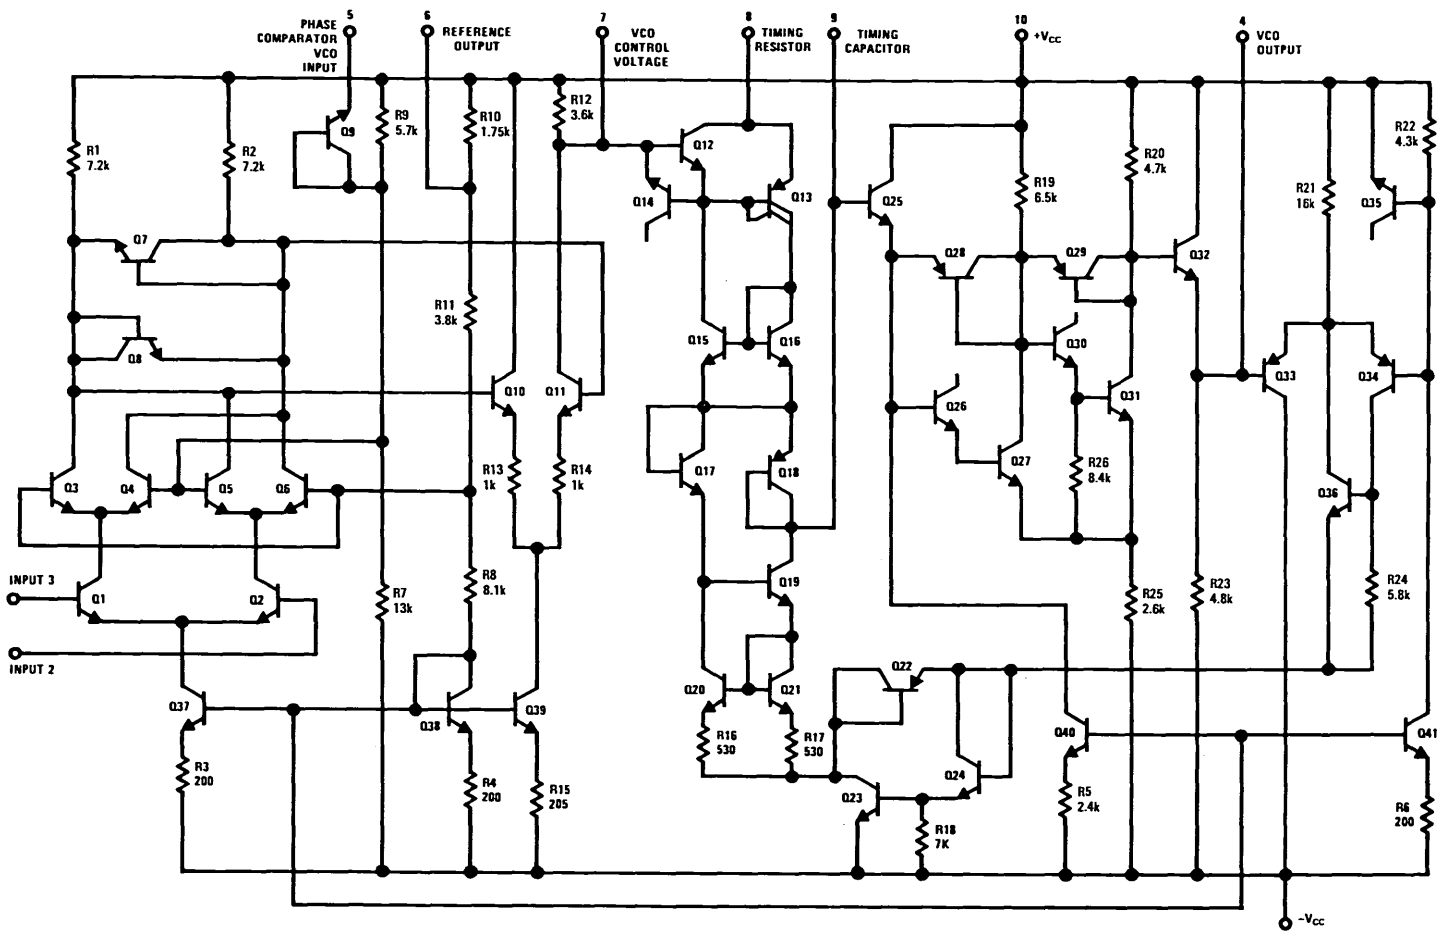 5
PHASE
COMPARATOR
VCO
INPUT
6
REFERENCE
OUTPUT
7
VCO
CONTROL
VOLTAGE
8
TIMING
RESISTOR
9
TIMING
CAPACITOR
10
+VCC
4
VCO
OUTPUT
R1
7.2k
R2
7.2k
Q9
R9
5.7k
R10
1.75k
R12
3.6k
Q12
Q14
Q13
Q25
R19
6.5k
R20
4.7k
R21
16k
Q35
R22
4.3k
Q7
Q8
R11
3.8k
Q28
Q29
Q32
Q15
Q16
Q30
Q10
Q11
Q26
Q31
Q33
Q34
Q3
Q4
Q5
Q6
R13
1k
R14
1k
Q17
Q18
Q27
R26
8.4k
Q36
INPUT 3
Q1
Q2
R7
13k
R8
8.1k
Q19
R25
2.6k
R23
4.8k
R24
5.8k
INPUT 2
Q37
Q38
Q39
Q20
Q21
Q22
Q40
Q41
R3
200
R4
200
R15
205
R16
530
R17
530
Q23
Q24
R18
7K
R5
2.4k
R6
200
-VCC